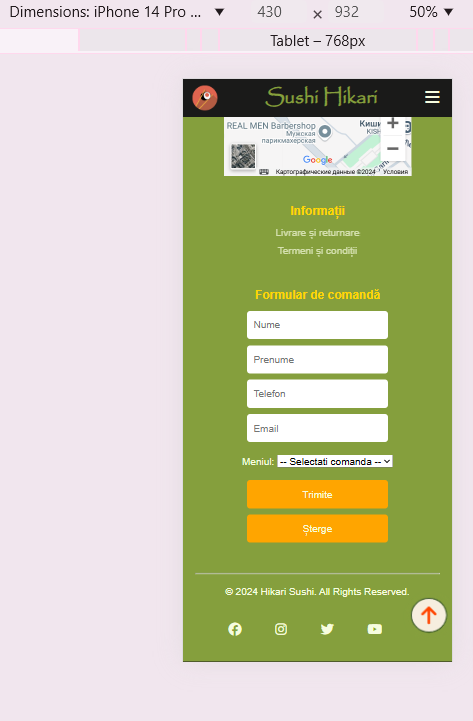 Dimensions: iPhone 14 Pro ... ▼ 430 × 932 50% ▼
Tablet – 768px
Sushi Hikari
REAL MEN Barbershop
Мужская
парикмахерская
Киши
KISH
+
−
Google
Картографические данные ©2024 Условия
Informații
Livrare și returnare
Termeni și condiții
Formular de comandă
Nume
Prenume
Telefon
Email
Meniul: -- Selectati comanda --
Trimite
Șterge
© 2024 Hikari Sushi. All Rights Reserved.